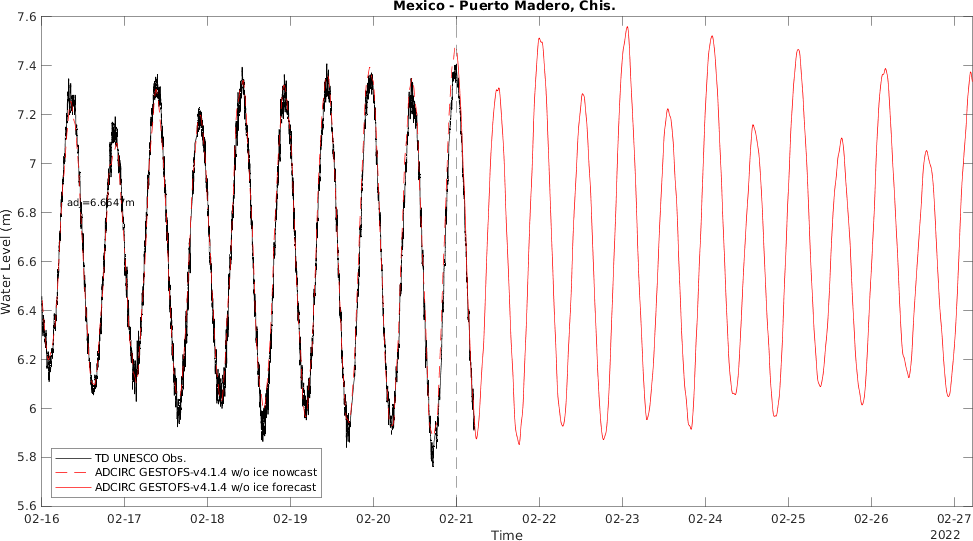 Mexico - Puerto Madero, Chis.
7.6
7.4
7.2
7
6.8
6.6
6.4
6.2
6
5.8
5.6
Water Level (m)
adj=6.6547m
TD UNESCO Obs.
ADCIRC GESTOFS-v4.1.4 w/o ice nowcast
ADCIRC GESTOFS-v4.1.4 w/o ice forecast
02-16 02-17 02-18 02-19 02-20 02-21 02-22 02-23 02-24 02-25 02-26 02-27
Time
2022